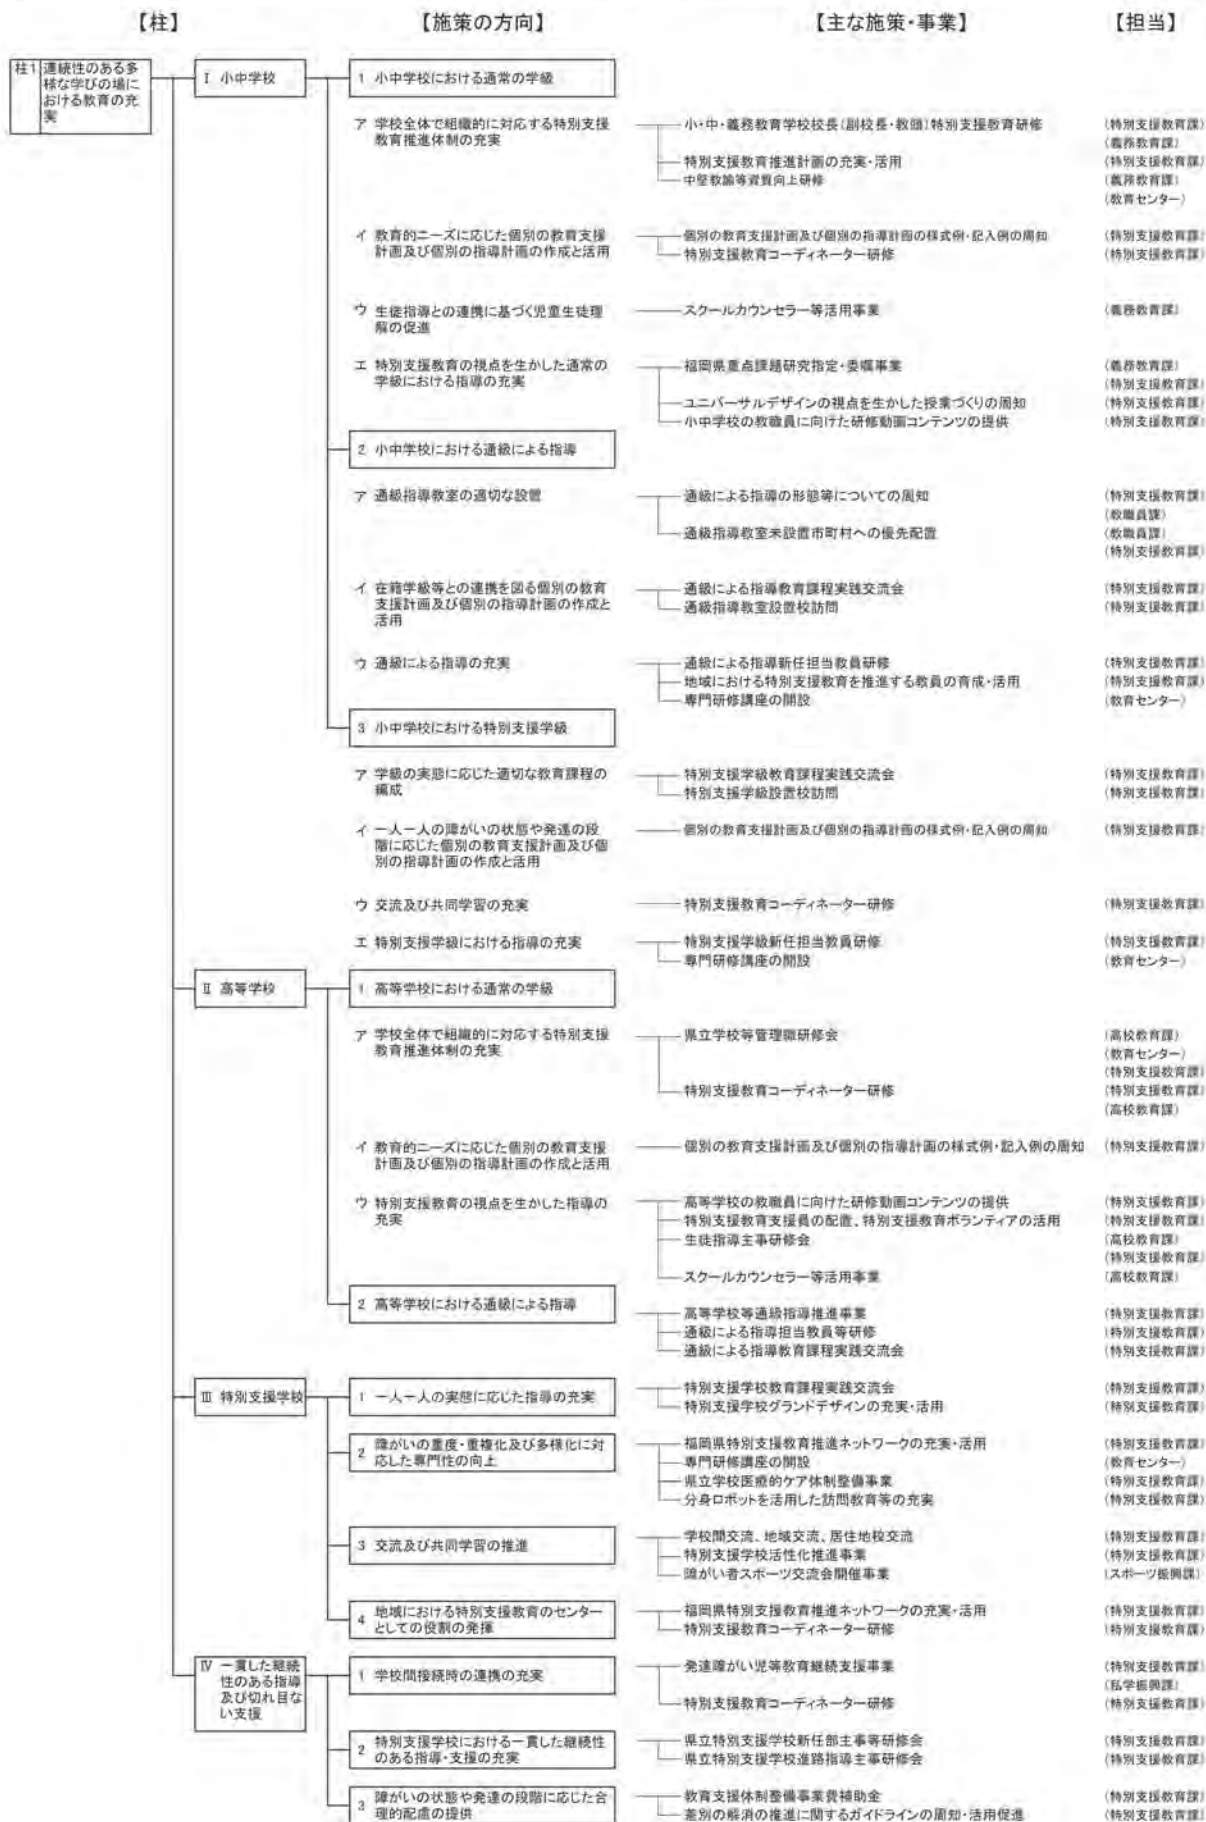 【柱】 【施策の方向】 【主な施策・事業】 【担当】
柱1 連続性のある多
様な学びの場に
おける教育の充
実
Ⅰ 小中学校
1 小中学校における通常の学級
ア 学校全体で組織的に対応する特別支援 小・中・義務教育学校校長(副校長・教頭)特別支援教育研修 (特別支援教育課)
教育推進体制の充実 (義務教育課)
特別支援教育推進計画の充実・活用 (特別支援教育課)
中堅教諭等資質向上研修 (義務教育課)
(教育センター)
イ 教育的ニーズに応じた個別の教育支援 個別の教育支援計画及び個別の指導計画の様式例・記入例の周知 (特別支援教育課)
計画及び個別の指導計画の作成と活用 特別支援教育コーディネーター研修 (特別支援教育課)
ウ 生徒指導との連携に基づく児童生徒理 スクールカウンセラー等活用事業 (義務教育課)
解の促進
エ 特別支援教育の視点を生かした通常の 福岡県重点課題研究指定・委嘱事業 (義務教育課)
学級における指導の充実 (特別支援教育課)
ユニバーサルデザインの視点を生かした授業づくりの周知 (特別支援教育課)
小中学校の教職員に向けた研修動画コンテンツの提供 (特別支援教育課)
2 小中学校における通級による指導
ア 通級指導教室の適切な設置 通級による指導の形態等についての周知 (特別支援教育課)
(教職員課)
通級指導教室未設置市町村への優先配置 (教職員課)
(特別支援教育課)
イ 在籍学級等との連携を図る個別の教育 通級による指導教育課程実践交流会 (特別支援教育課)
支援計画及び個別の指導計画の作成と 通級指導教室設置校訪問 (特別支援教育課)
活用
ウ 通級による指導の充実 通級による指導新任担当教員研修 (特別支援教育課)
地域における特別支援教育を推進する教員の育成・活用 (特別支援教育課)
専門研修講座の開設 (教育センター)
3 小中学校における特別支援学級
ア 学級の実態に応じた適切な教育課程の 特別支援学級教育課程実践交流会 (特別支援教育課)
編成 特別支援学級設置校訪問 (特別支援教育課)
イ 一人一人の障がいの状態や発達の段 個別の教育支援計画及び個別の指導計画の様式例・記入例の周知 (特別支援教育課)
階に応じた個別の教育支援計画及び個
別の指導計画の作成と活用
ウ 交流及び共同学習の充実 特別支援教育コーディネーター研修 (特別支援教育課)
エ 特別支援学級における指導の充実 特別支援学級新任担当教員研修 (特別支援教育課)
専門研修講座の開設 (教育センター)
Ⅱ 高等学校 1 高等学校における通常の学級
ア 学校全体で組織的に対応する特別支援 県立学校等管理職研修会 (高校教育課)
教育推進体制の充実 (教育センター)
(特別支援教育課)
特別支援教育コーディネーター研修 (特別支援教育課)
(高校教育課)
イ 教育的ニーズに応じた個別の教育支援 個別の教育支援計画及び個別の指導計画の様式例・記入例の周知 (特別支援教育課)
計画及び個別の指導計画の作成と活用
ウ 特別支援教育の視点を生かした指導の 高等学校の教職員に向けた研修動画コンテンツの提供 (特別支援教育課)
充実 特別支援教育支援員の配置、特別支援教育ボランティアの活用 (特別支援教育課)
生徒指導主事研修会 (高校教育課)
(特別支援教育課)
スクールカウンセラー等活用事業 (高校教育課)
2 高等学校における通級による指導 高等学校等通級指導推進事業 (特別支援教育課)
通級による指導担当教員等研修 (特別支援教育課)
通級による指導教育課程実践交流会 (特別支援教育課)
Ⅲ 特別支援学校 1 一人一人の実態に応じた指導の充実 特別支援学校教育課程実践交流会 (特別支援教育課)
特別支援学校グランドデザインの充実・活用 (特別支援教育課)
2 障がいの重度・重複化及び多様化に対 福岡県特別支援教育推進ネットワークの充実・活用 (特別支援教育課)
応した専門性の向上 専門研修講座の開設 (教育センター)
県立学校医療的ケア体制整備事業 (特別支援教育課)
分身ロボットを活用した訪問教育等の充実 (特別支援教育課)
3 交流及び共同学習の推進 学校間交流、地域交流、居住地校交流 (特別支援教育課)
特別支援学校活性化推進事業 (特別支援教育課)
障がい者スポーツ交流会開催事業 (スポーツ振興課)
4 地域における特別支援教育のセンター 福岡県特別支援教育推進ネットワークの充実・活用 (特別支援教育課)
としての役割の発揮 特別支援教育コーディネーター研修 (特別支援教育課)
Ⅳ 一貫した継続
性のある指導
及び切れ目な
い支援
1 学校間接続時の連携の充実 発達障がい児等教育継続支援事業 (特別支援教育課)
(私学振興課)
特別支援教育コーディネーター研修 (特別支援教育課)
2 特別支援学校における一貫した継続性 県立特別支援学校新任部主事等研修会 (特別支援教育課)
のある指導・支援の充実 県立特別支援学校進路指導主事研修会 (特別支援教育課)
3 障がいの状態や発達の段階に応じた合 教育支援体制整備事業費補助金 (特別支援教育課)
理的配慮の提供 差別の解消の推進に関するガイドラインの周知・活用促進 (特別支援教育課)